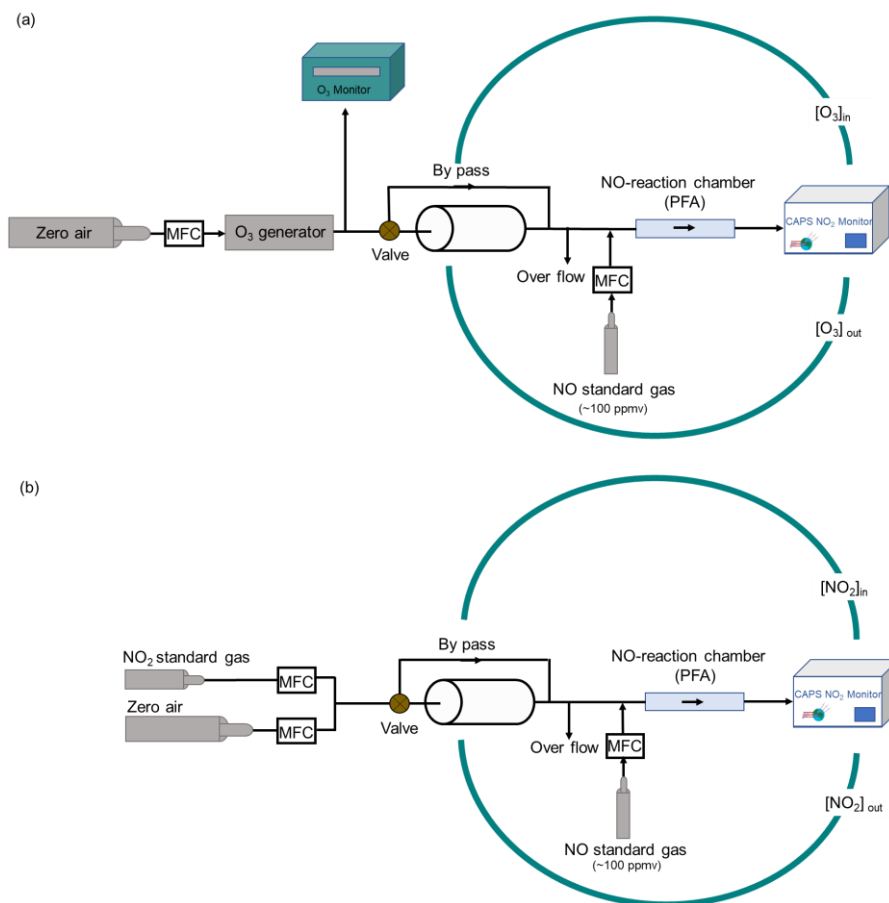 (a)
O₃ Monitor
[O₃]in
By pass
NO-reaction chamber
(PFA)
Zero air
MFC
O₃ generator
CAPS NO₂ Monitor
Valve
Over flow
MFC
[O₃] out
NO standard gas
(~100 ppmv)
(b)
[NO₂]in
By pass
NO-reaction chamber
(PFA)
NO₂ standard gas
MFC
CAPS NO₂ Monitor
Zero air
MFC
Valve
Over flow
MFC
[NO₂] out
NO standard gas
(~100 ppmv)